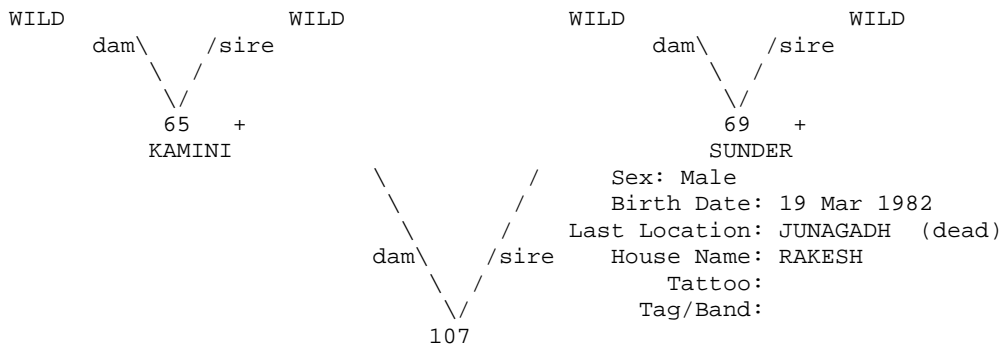 WILD WILD WILD WILD
dam\ /sire dam\ /sire
\ / \ /
\/ \/
65 + 69 +
KAMINI SUNDER
\ / Sex: Male
\ / Birth Date: 19 Mar 1982
\ / Last Location: JUNAGADH (dead)
dam\ /sire House Name: RAKESH
\ / Tattoo:
\/ Tag/Band:
107